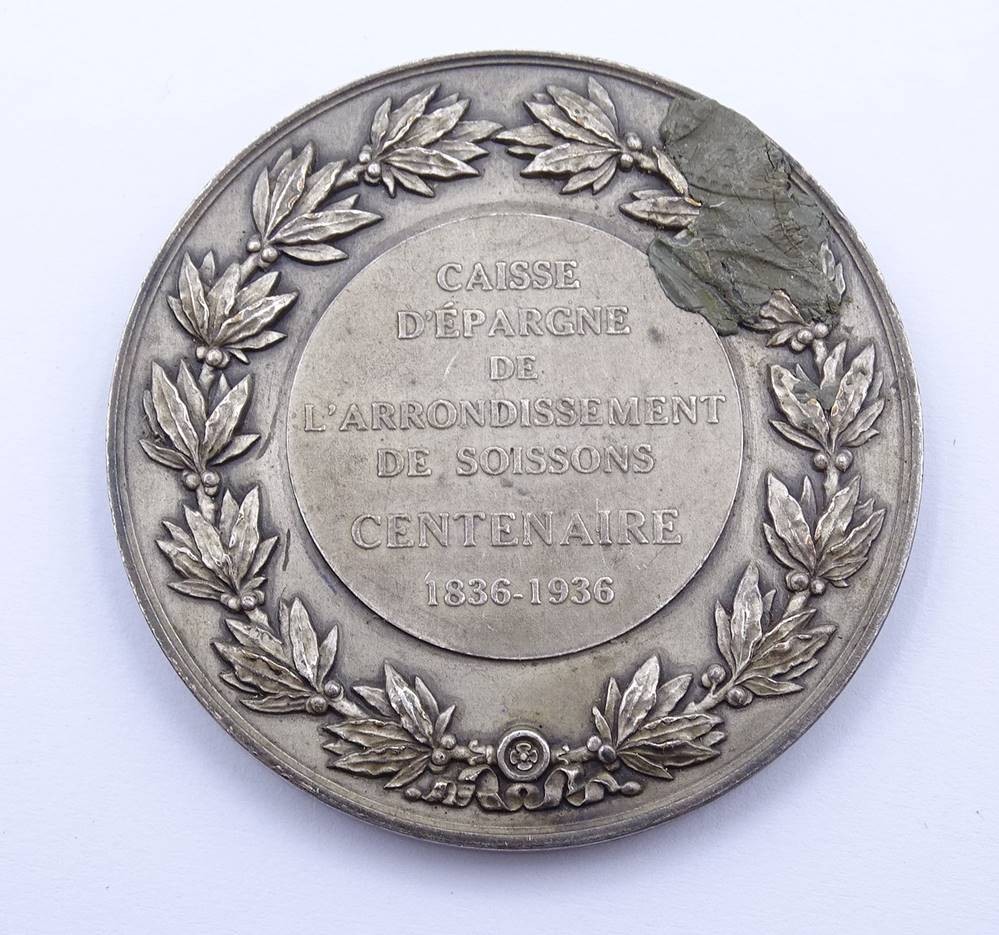 CAISSE
D'ÉPARGNE
DE
L'ARRONDISSEMENT
DE SOISSONS
CENTENAIRE
1836-1936